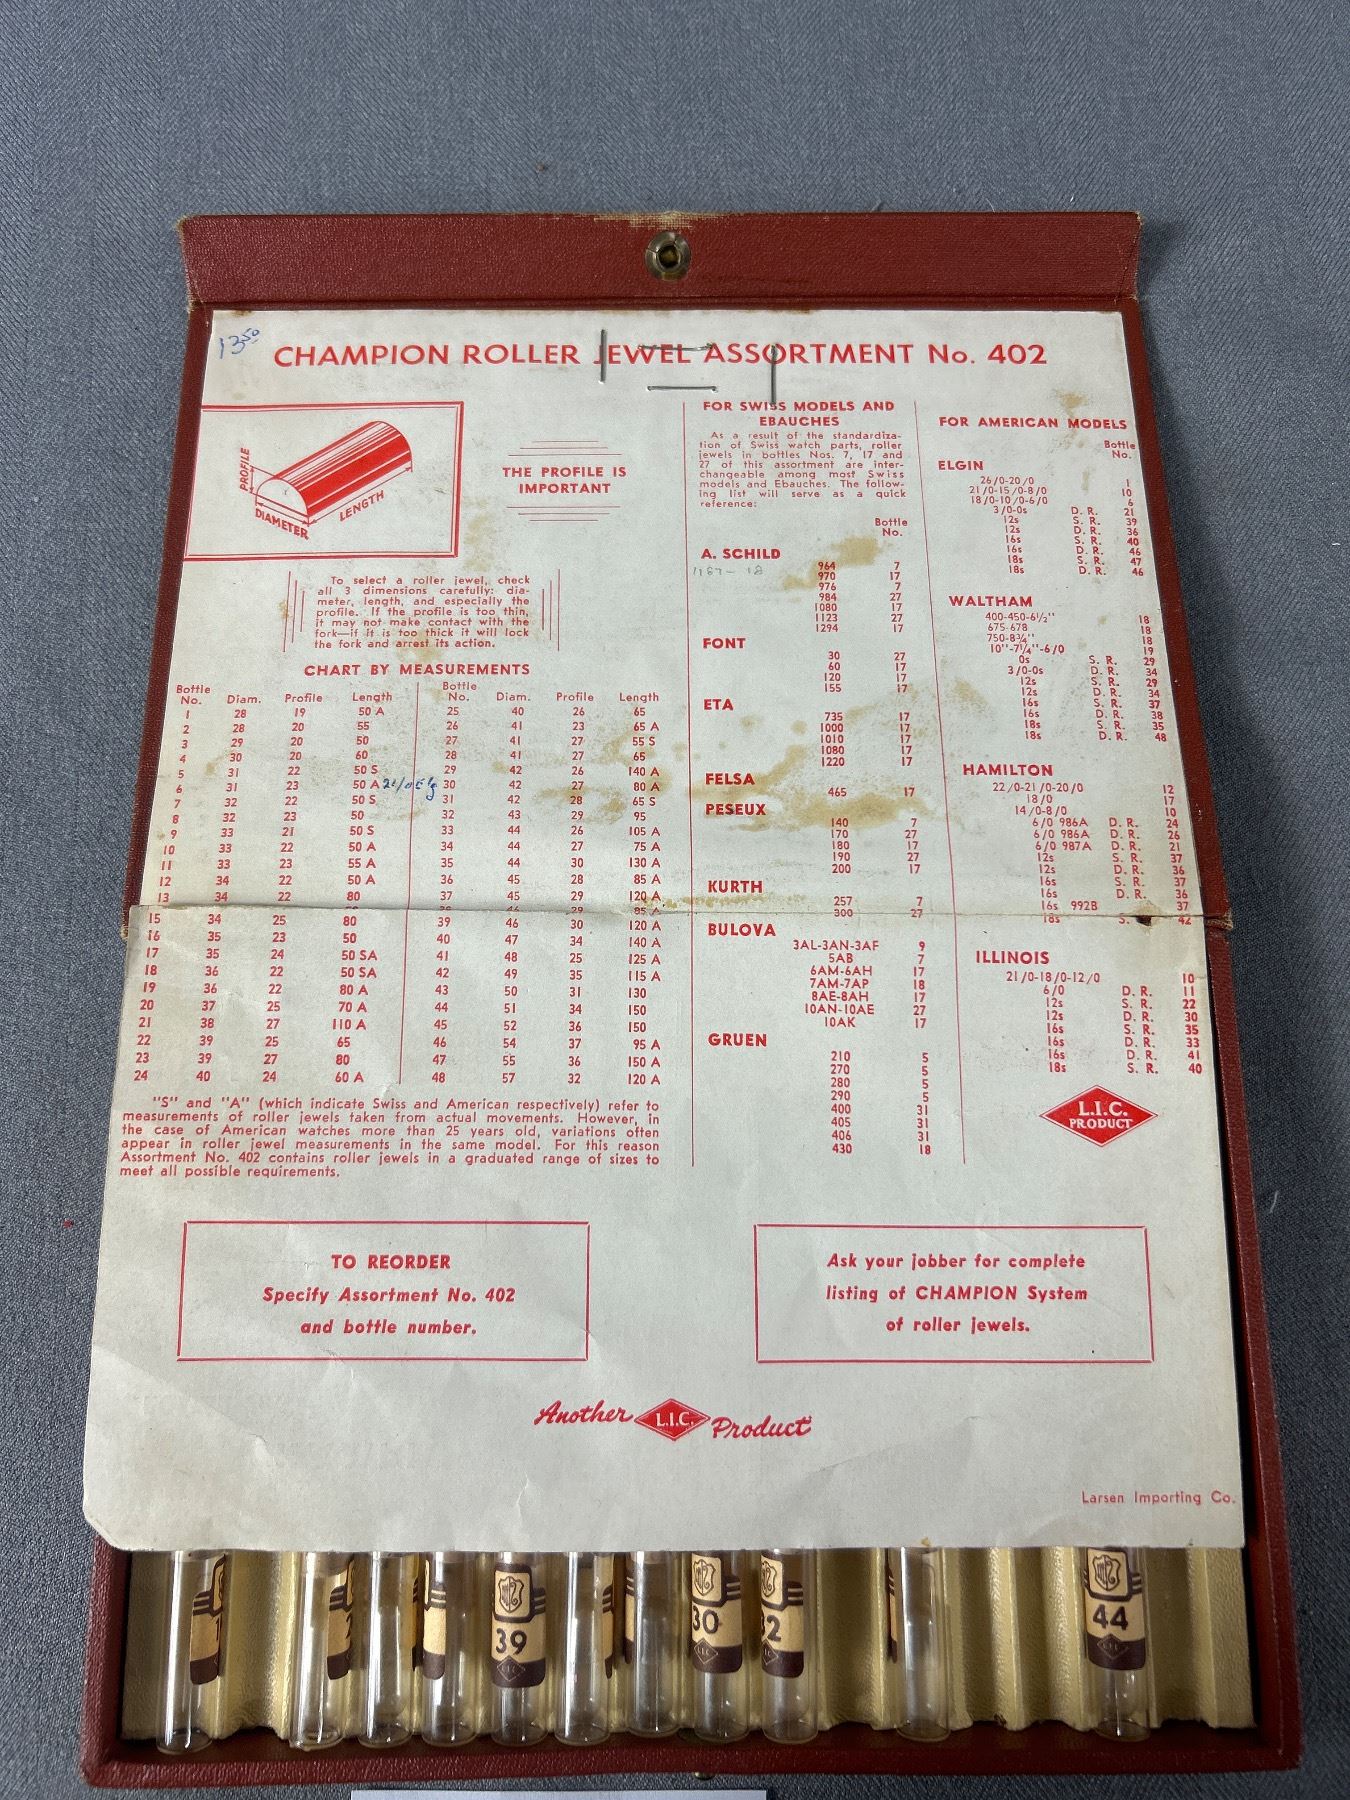 13⁵⁰
CHAMPION ROLLER JEWEL ASSORTMENT No. 402
PROFILE
DIAMETER
LENGTH
THE PROFILE IS
IMPORTANT
To select a roller jewel, check
all 3 dimensions carefully: dia-
meter, length, and especially the
profile. If the profile is too thin,
it may not make contact with the
fork—if it is too thick it will lock
the fork and arrest its action.
CHART BY MEASUREMENTS
Bottle No. Diam. Profile Length
1 28 19 50 A
2 28 20 55
3 29 20 50
4 30 20 60
5 31 22 50 S
6 31 23 50 A 21/0 Elg
7 32 22 50 S
8 32 23 50
9 33 21 50 S
10 33 22 50 A
11 33 23 55 A
12 34 22 50 A
13 34 22 80
15 34 25 80
16 35 23 50
17 35 24 50 SA
18 36 22 50 SA
19 36 22 80 A
20 37 25 70 A
21 38 27 110 A
22 39 25 65
23 39 27 80
24 40 24 60 A
Bottle No. Diam. Profile Length
25 40 26 65
26 41 23 65 A
27 41 27 55 S
28 41 27 65
29 42 26 140 A
30 42 27 80 A
31 42 28 65 S
32 43 29 95
33 44 26 105 A
34 44 27 75 A
35 44 30 130 A
36 45 28 85 A
37 45 29 120 A
38 46 29 85 A
39 46 30 120 A
40 47 34 140 A
41 48 25 125 A
42 49 35 115 A
43 50 31 130
44 51 34 150
45 52 36 150
46 54 37 95 A
47 55 36 150 A
48 57 32 120 A
"S" and "A" (which indicate Swiss and American respectively) refer to
measurements of roller jewels taken from actual movements. However, in
the case of American watches more than 25 years old, variations often
appear in roller jewel measurements in the same model. For this reason
Assortment No. 402 contains roller jewels in a graduated range of sizes to
meet all possible requirements.
FOR SWISS MODELS AND
EBAUCHES
As a result of the standardiza-
tion of Swiss watch parts, roller
jewels in bottles Nos. 7, 17 and
27 of this assortment are inter-
changeable among most Swiss
models and Ebauches. The follow-
ing list will serve as a quick
reference:
Bottle
No.
A. SCHILD
1187 - 18
964 7
970 17
976 7
984 27
1080 17
1123 27
1294 17
FONT
30 27
60 17
120 17
155 17
ETA
735 17
1000 17
1010 17
1080 17
1220 17
FELSA
465 17
PESEUX
140 7
170 27
180 17
190 27
200 17
KURTH
257 7
300 27
BULOVA
3AL-3AN-3AF 9
5AB 7
6AM-6AH 17
7AM-7AP 18
8AE-8AH 17
10AN-10AE 27
10AK 17
GRUEN
210 5
270 5
280 5
290 5
400 31
405 31
406 31
430 18
FOR AMERICAN MODELS
Bottle
No.
ELGIN
26/0-20/0 1
21/0-15/0-8/0 10
18/0-10/0-6/0 6
3/0-0s D. R. 21
12s S. R. 39
12s D. R. 36
16s S. R. 40
16s D. R. 46
18s S. R. 47
18s D. R. 46
WALTHAM
400-450-6½" 18
675-678 18
750-8¾" 18
10"-7¼"-6/0 19
0s S. R. 29
3/0-0s D. R. 34
12s S. R. 29
12s D. R. 34
16s S. R. 37
16s D. R. 38
18s S. R. 35
18s D. R. 48
HAMILTON
22/0-21/0-20/0 12
18/0 17
14/0-8/0 10
6/0 986A D. R. 24
6/0 986A D. R. 26
6/0 987A D. R. 21
12s S. R. 37
12s D. R. 36
16s S. R. 37
16s D. R. 36
16s 992B 37
18s S. 42
ILLINOIS
21/0-18/0-12/0 10
6/0 D. R. 11
12s S. R. 22
12s D. R. 30
16s S. R. 35
16s D. R. 33
16s D. R. 41
18s S. R. 40
L.I.C.
PRODUCT
TO REORDER
Specify Assortment No. 402
and bottle number.
Ask your jobber for complete
listing of CHAMPION System
of roller jewels.
Another L.I.C. Product
Larsen Importing Co.
39
30
44